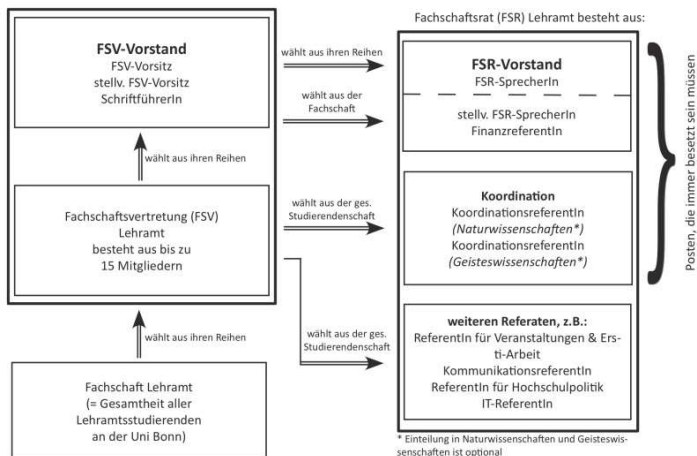 Fachschaftsrat (FSR) Lehramt besteht aus:
FSV-Vorstand
FSV-Vorsitz
stellv. FSV-Vorsitz
SchriftführerIn
wählt aus ihren Reihen
wählt aus der
Fachschaft
FSR-Vorstand
FSR-SprecherIn
stellv. FSR-SprecherIn
FinanzreferentIn
wählt aus ihren Reihen
Fachschaftsvertretung (FSV)
Lehramt
besteht aus bis zu
15 Mitgliedern
wählt aus der ges.
Studierendenschaft
Koordination
KoordinationsreferentIn
(Naturwissenschaften*)
KoordinationsreferentIn
(Geisteswissenschaften*)
Posten, die immer besetzt sein müssen
wählt aus ihren Reihen
wählt aus der ges.
Studierendenschaft
weiteren Referaten, z.B.:
ReferentIn für Veranstaltungen & Ers-
ti-Arbeit
KommunikationsreferentIn
ReferentIn für Hochschulpolitik
IT-ReferentIn
Fachschaft Lehramt
(= Gesamtheit aller
Lehramtsstudierenden
an der Uni Bonn)
* Einteilung in Naturwissenschaften und Geisteswis-
senschaften ist optional